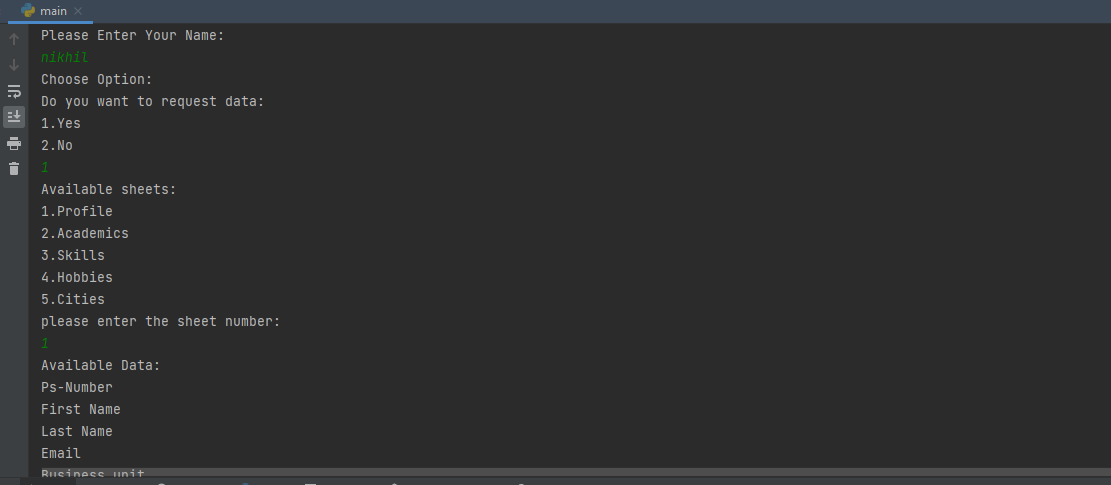 main
Please Enter Your Name:
nikhil
Choose Option:
Do you want to request data:
1.Yes
2.No
1
Available sheets:
1.Profile
2.Academics
3.Skills
4.Hobbies
5.Cities
please enter the sheet number:
1
Available Data:
Ps-Number
First Name
Last Name
Email
Business unit